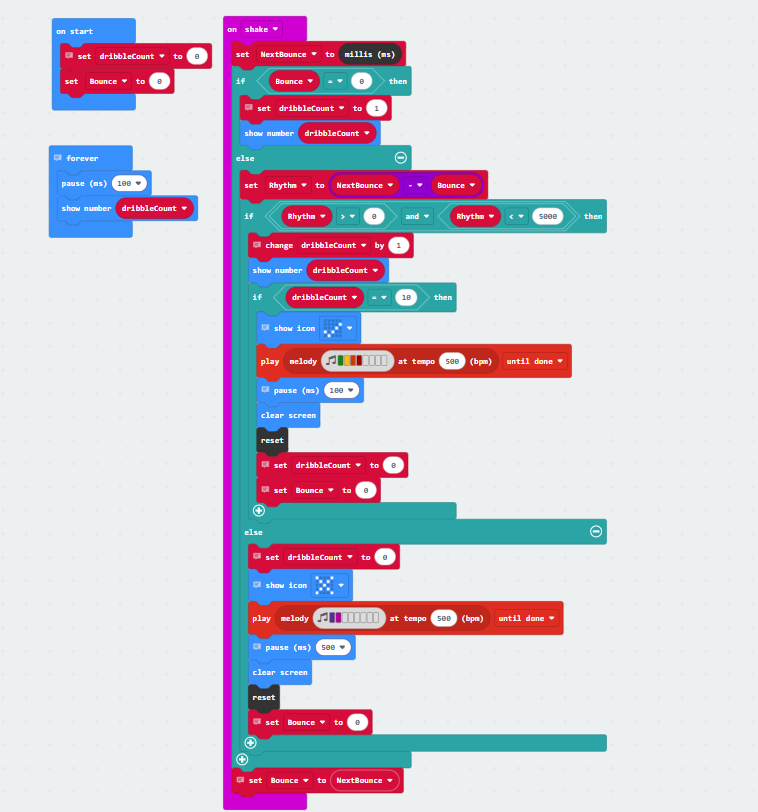 on start
set dribbleCount to 0
set Bounce to 0
forever
pause (ms) 100
show number dribbleCount
on shake
set NextBounce to millis (ms)
if Bounce = 0 then
set dribbleCount to 1
show number dribbleCount
else
set Rhythm to NextBounce - Bounce
if Rhythm > 0 and Rhythm < 5000 then
change dribbleCount by 1
show number dribbleCount
if dribbleCount = 10 then
show icon
play melody at tempo 500 (bpm) until done
pause (ms) 100
clear screen
reset
set dribbleCount to 0
set Bounce to 0
else
set dribbleCount to 0
show icon
play melody at tempo 500 (bpm) until done
pause (ms) 500
clear screen
reset
set Bounce to 0
set Bounce to NextBounce